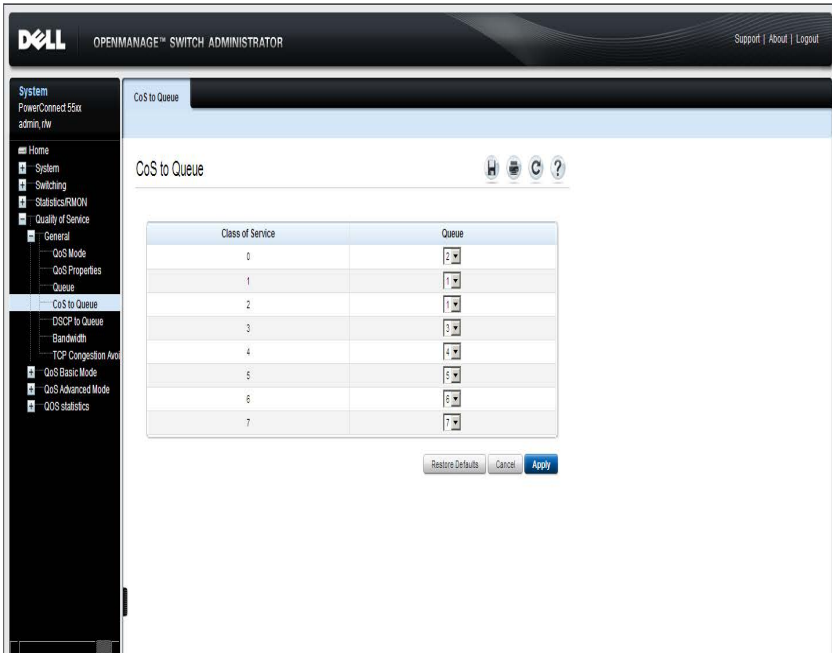 DELL OPENMANAGE™ SWITCH ADMINISTRATOR
Support | About | Logout
System
PowerConnect 55xx
admin, r/w
Home
System
Switching
Statistics/RMON
Quality of Service
General
QoS Mode
QoS Properties
Queue
CoS to Queue
DSCP to Queue
Bandwidth
TCP Congestion Avoi
QoS Basic Mode
QoS Advanced Mode
QOS statistics
CoS to Queue
CoS to Queue
Class of Service Queue
0 2
1 1
2 1
3 3
4 4
5 5
6 6
7 7
Restore Defaults Cancel Apply